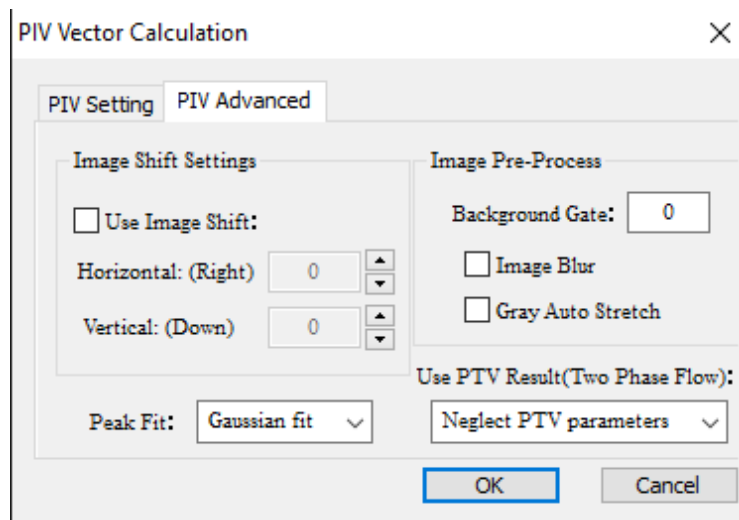 PIV Vector Calculation
PIV Setting
PIV Advanced
Image Shift Settings
Use Image Shift:
Horizontal: (Right) 0
Vertical: (Down) 0
Image Pre-Process
Background Gate: 0
Image Blur
Gray Auto Stretch
Use PTV Result(Two Phase Flow):
Peak Fit: Gaussian fit
Neglect PTV parameters
OK
Cancel